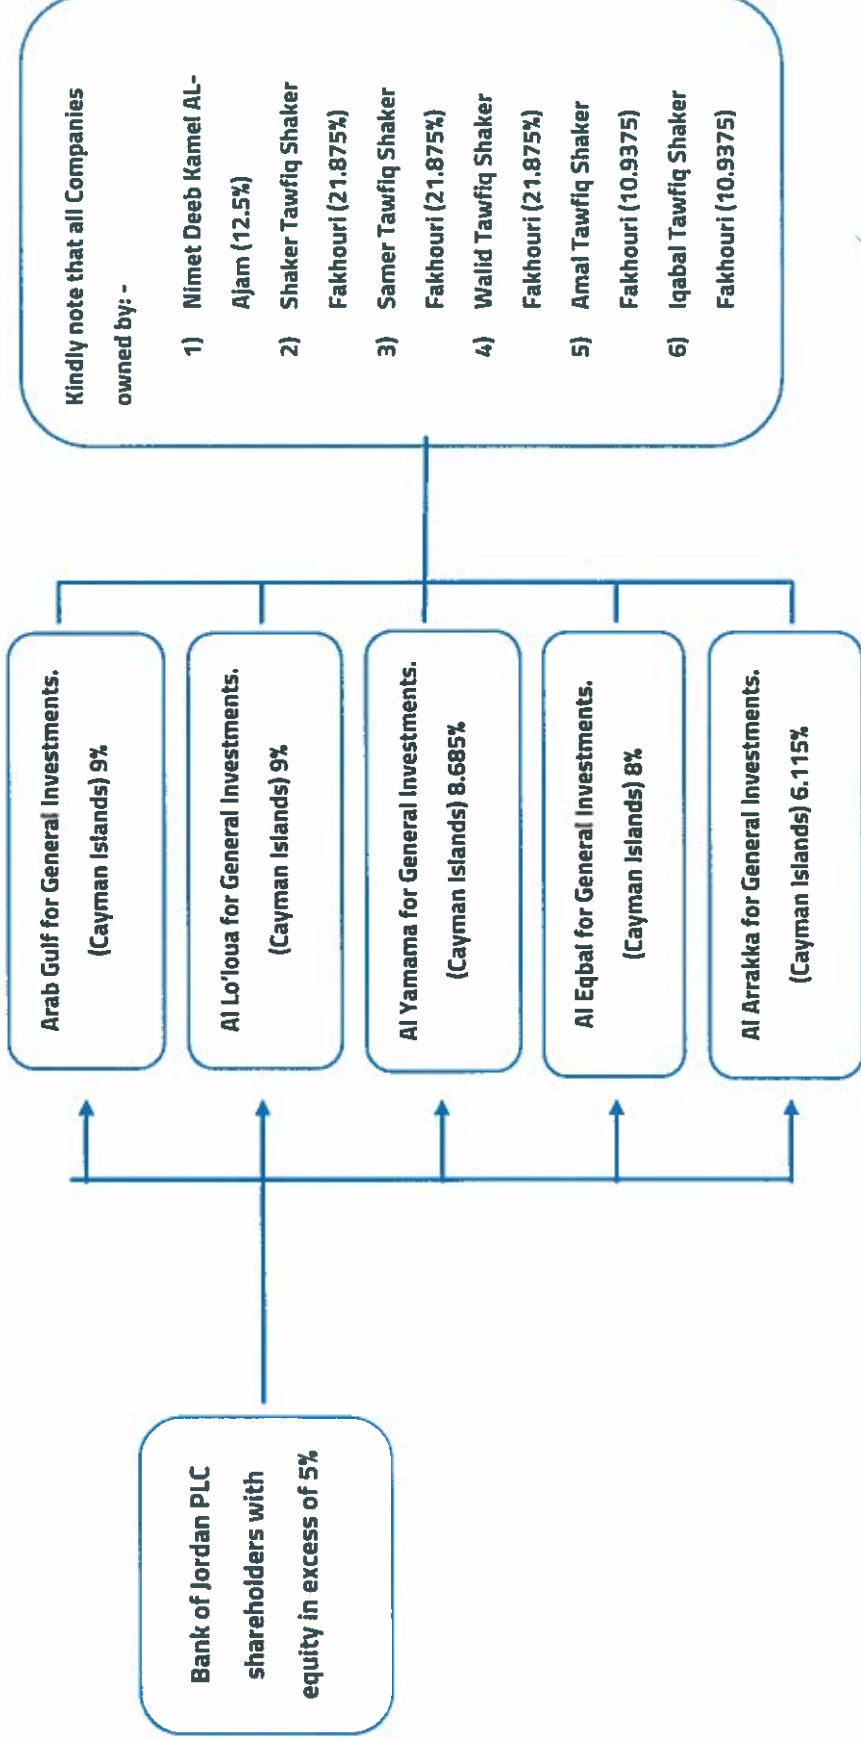 Bank of Jordan PLC
shareholders with
equity in excess of 5%
Arab Gulf for General Investments.
(Cayman Islands) 9%
Al Lo'loua for General Investments.
(Cayman Islands) 9%
Al Yamama for General Investments.
(Cayman Islands) 8.685%
Al Eqbal for General Investments.
(Cayman Islands) 8%
Al Arrakka for General Investments.
(Cayman Islands) 6.115%
Kindly note that all Companies
owned by: -
1) Nimet Deeb Kamel AL-
Ajam (12.5%)
2) Shaker Tawfiq Shaker
Fakhouri (21.875%)
3) Samer Tawfiq Shaker
Fakhouri (21.875%)
4) Walid Tawfiq Shaker
Fakhouri (21.875%)
5) Amal Tawfiq Shaker
Fakhouri (10.9375)
6) Iqabal Tawfiq Shaker
Fakhouri (10.9375)